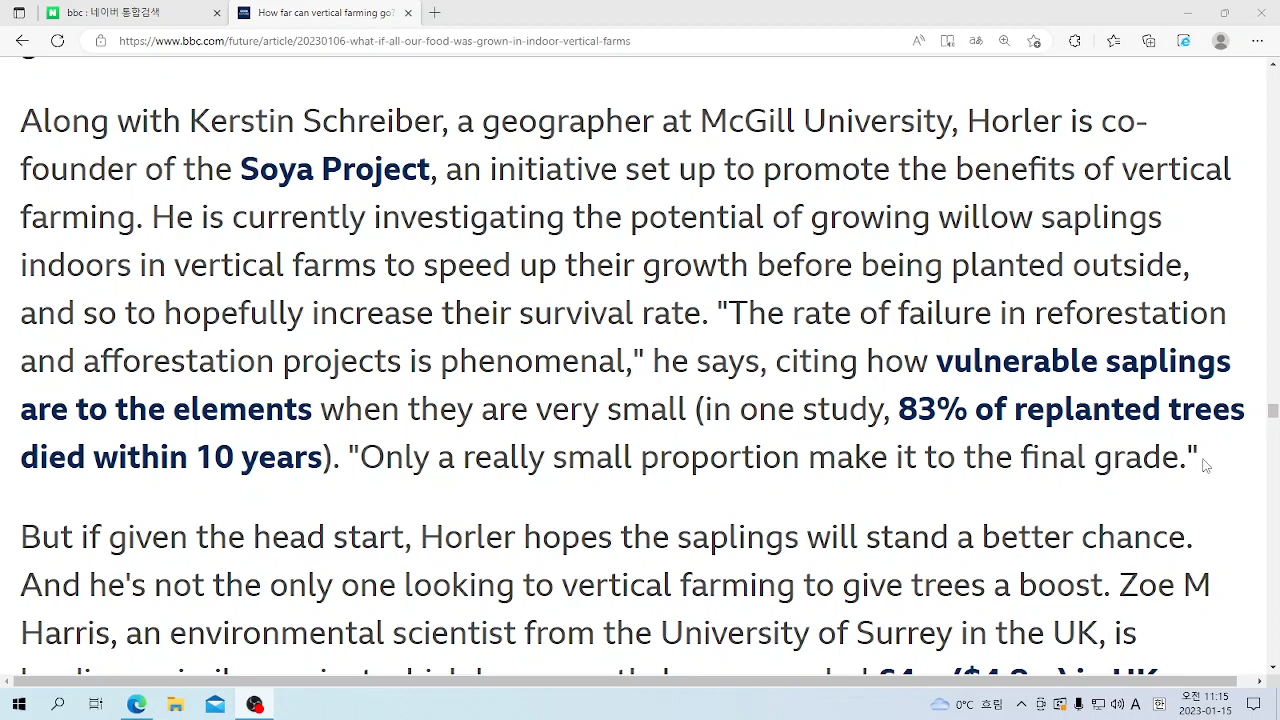 bbc : 네이버 통합검색
How far can vertical farming go?
https://www.bbc.com/future/article/20230106-what-if-all-our-food-was-grown-in-indoor-vertical-farms
Along with Kerstin Schreiber, a geographer at McGill University, Horler is co-
founder of the Soya Project, an initiative set up to promote the benefits of vertical
farming. He is currently investigating the potential of growing willow saplings
indoors in vertical farms to speed up their growth before being planted outside,
and so to hopefully increase their survival rate. "The rate of failure in reforestation
and afforestation projects is phenomenal," he says, citing how vulnerable saplings
are to the elements when they are very small (in one study, 83% of replanted trees
died within 10 years). "Only a really small proportion make it to the final grade."
But if given the head start, Horler hopes the saplings will stand a better chance.
And he's not the only one looking to vertical farming to give trees a boost. Zoe M
Harris, an environmental scientist from the University of Surrey in the UK, is
0°C 흐림
A
오전 11:15
2023-01-15